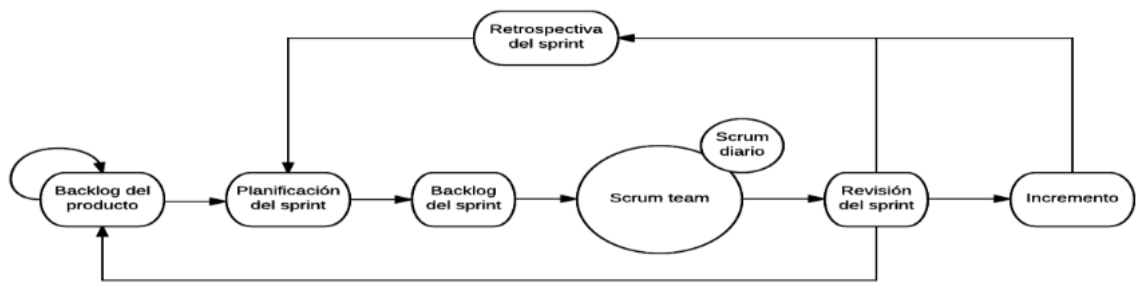 Retrospectiva
del sprint
Scrum
diario
Backlog del
producto
Planificación
del sprint
Backlog
del sprint
Scrum team
Revisión
del sprint
Incremento